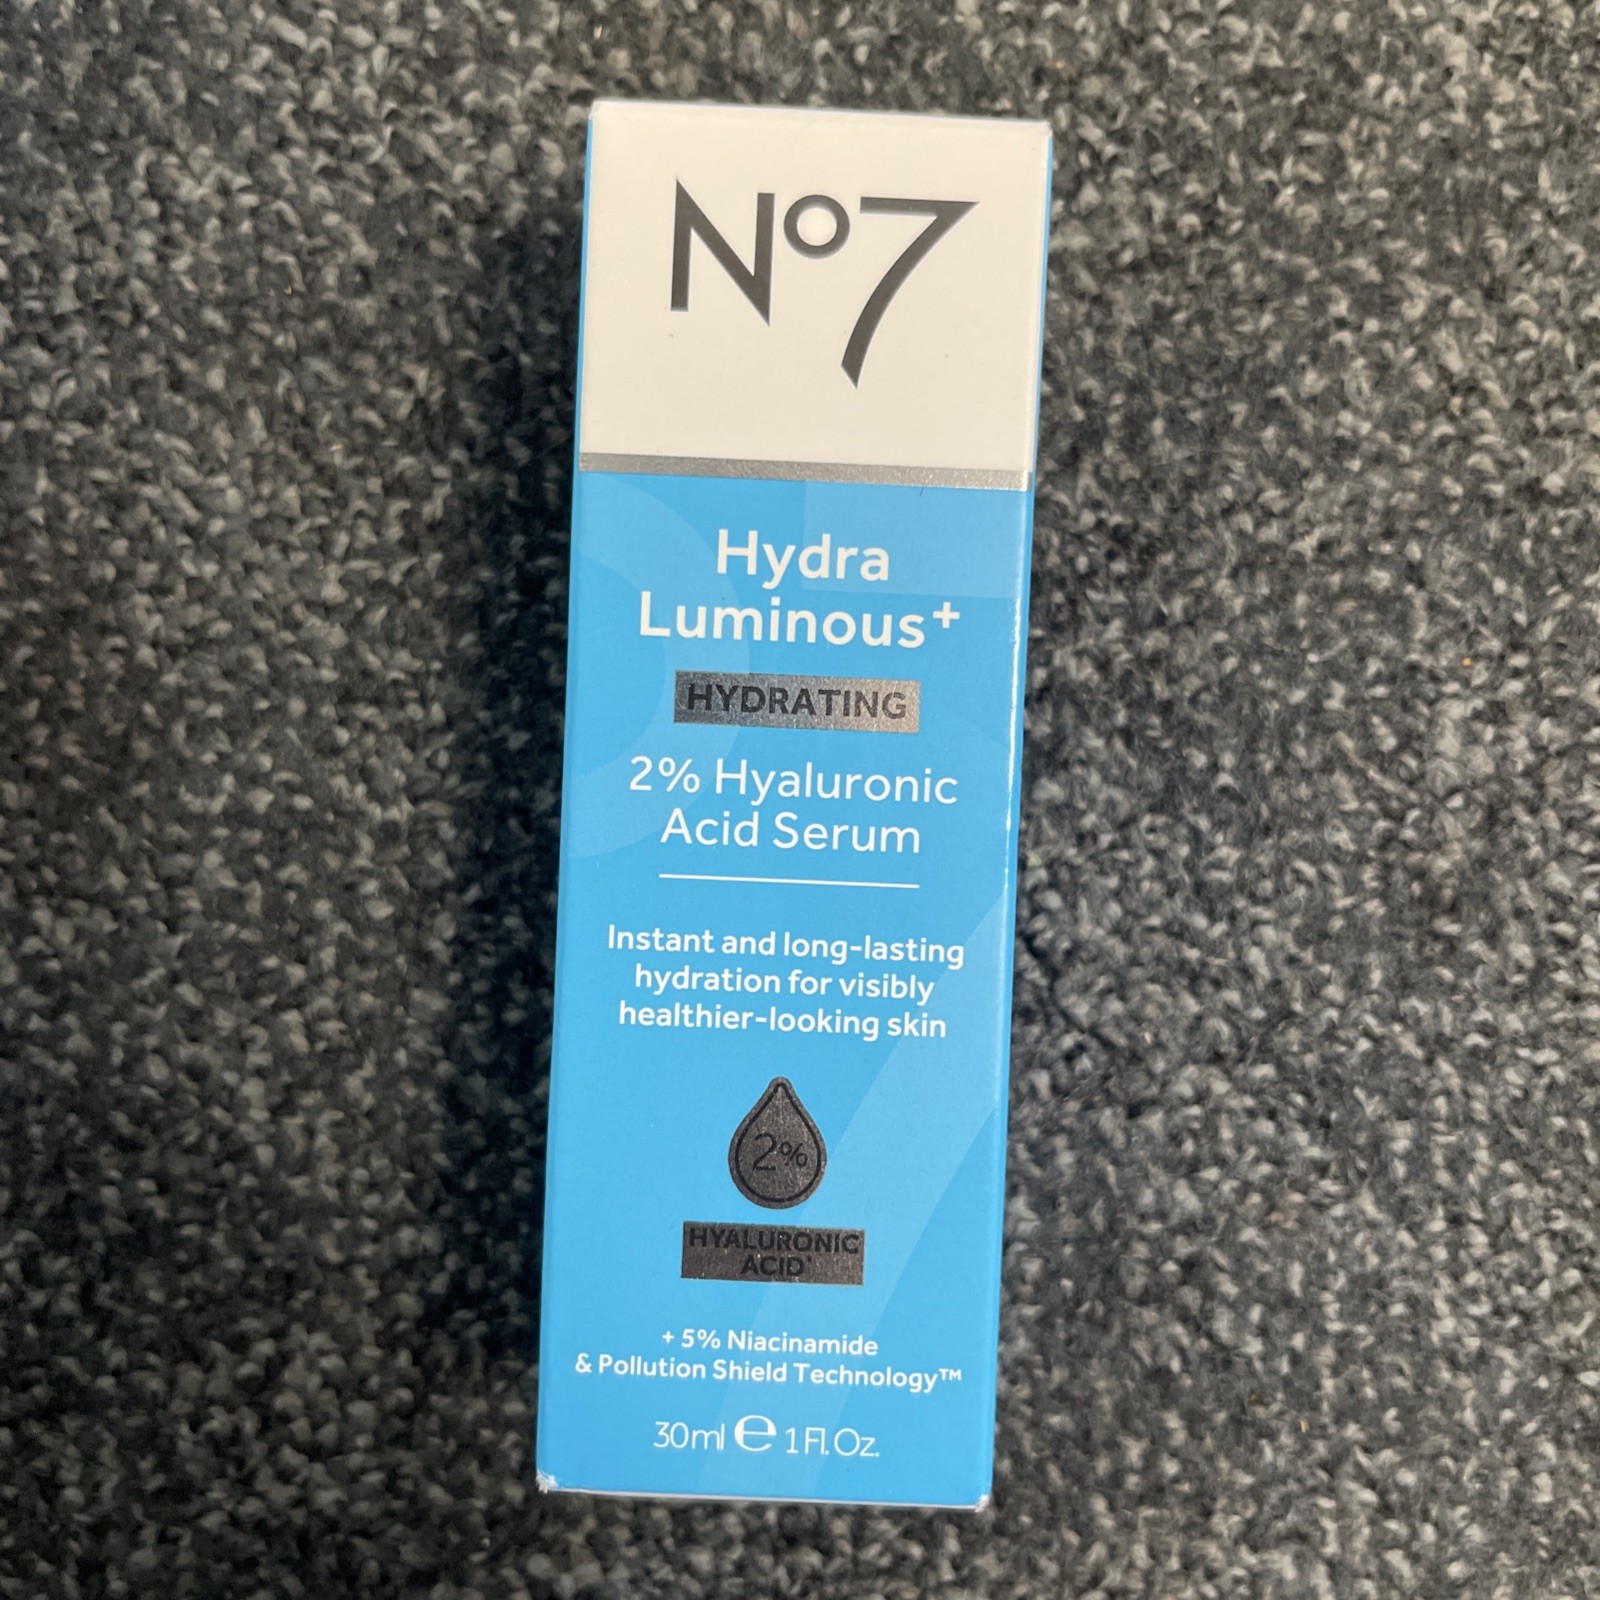 Nº7
Hydra
Luminous+
HYDRATING
2% Hyaluronic
Acid Serum
Instant and long-lasting
hydration for visibly
healthier-looking skin
2%
HYALURONIC
ACID*
+ 5% Niacinamide
& Pollution Shield Technology™
30ml ℮ 1 Fl. Oz.